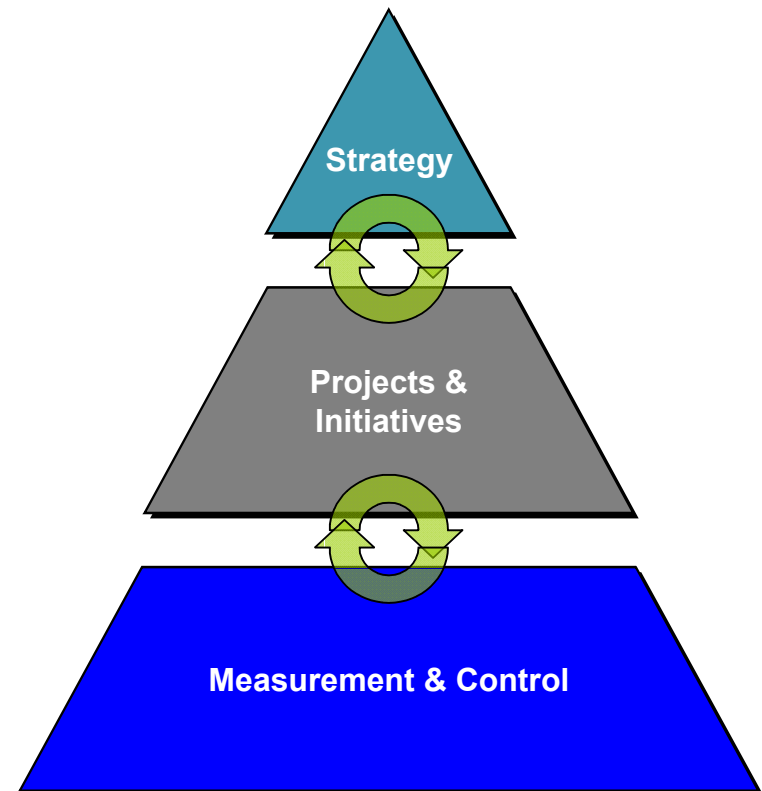 Strategy
Projects &
Initiatives
Measurement & Control